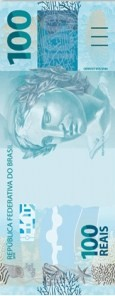 100
REPÚBLICA FEDERATIVA DO BRASIL
100
REAIS